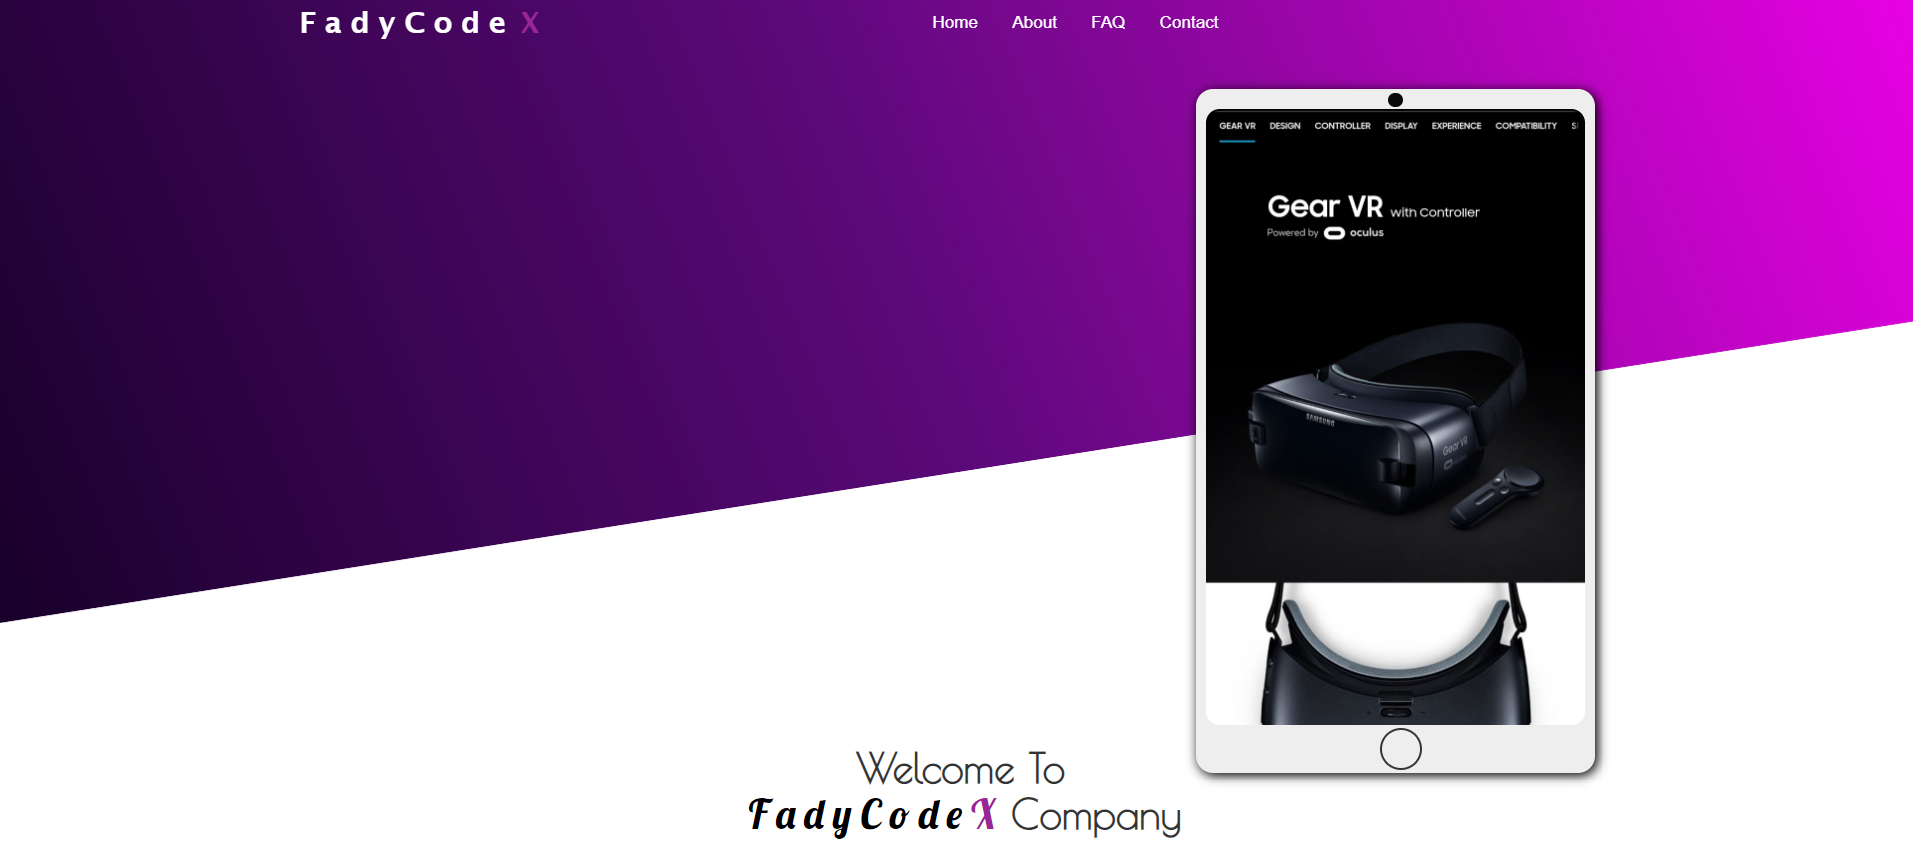 FadyCode X
Home About FAQ Contact
GEAR VR DESIGN CONTROLLER DISPLAY EXPERIENCE COMPATIBILITY
Gear VR with Controller
Powered by oculus
SAMSUNG
Gear VR
oculus
Welcome To
FadyCodeX Company